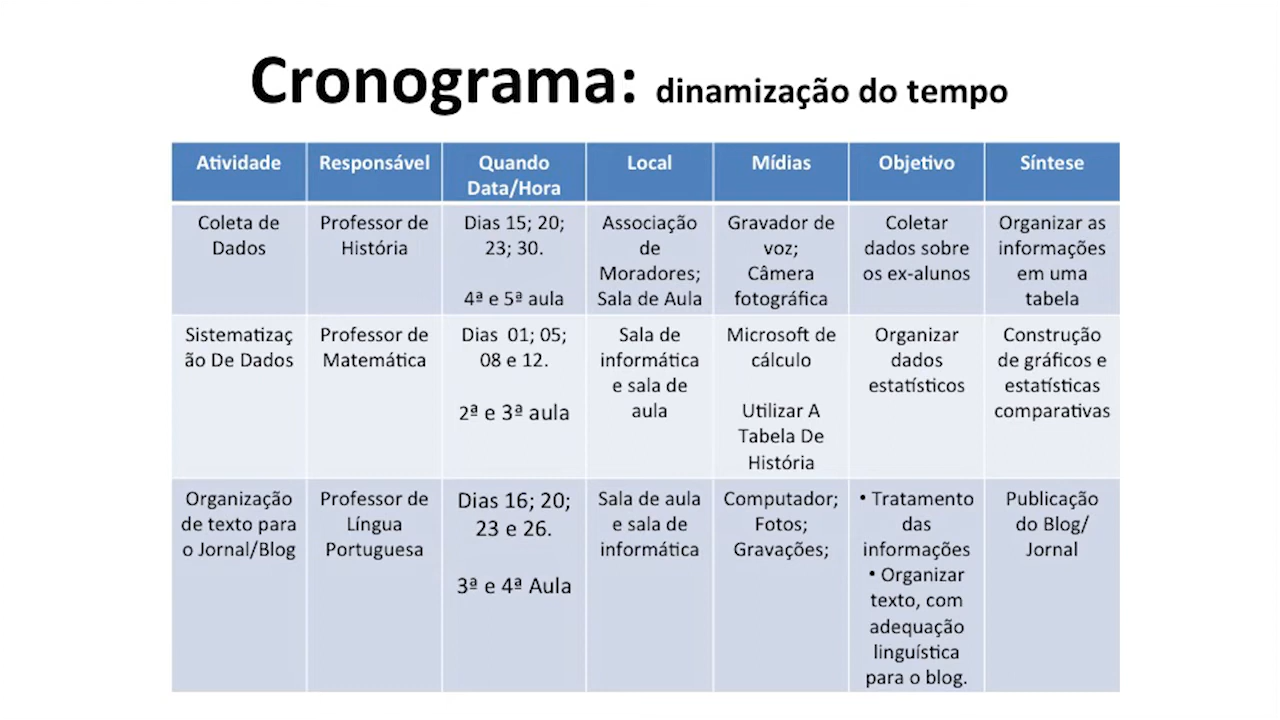 Cronograma: dinamização do tempo
Atividade
Responsável
Quando
Data/Hora
Local
Mídias
Objetivo
Síntese
Coleta de
Dados
Professor de
História
Dias 15; 20;
23; 30.
4ª e 5ª aula
Associação
de
Moradores;
Sala de Aula
Gravador de
voz;
Câmera
fotográfica
Coletar
dados sobre
os ex-alunos
Organizar as
informações
em uma
tabela
Sistematizaç
ão De Dados
Professor de
Matemática
Dias 01; 05;
08 e 12.
2ª e 3ª aula
Sala de
informática
e sala de
aula
Microsoft de
cálculo
Utilizar A
Tabela De
História
Organizar
dados
estatísticos
Construção
de gráficos e
estatísticas
comparativas
Organização
de texto para
o Jornal/Blog
Professor de
Língua
Portuguesa
Dias 16; 20;
23 e 26.
3ª e 4ª Aula
Sala de aula
e sala de
informática
Computador;
Fotos;
Gravações;
• Tratamento
das
informações
• Organizar
texto, com
adequação
linguística
para o blog.
Publicação
do Blog/
Jornal